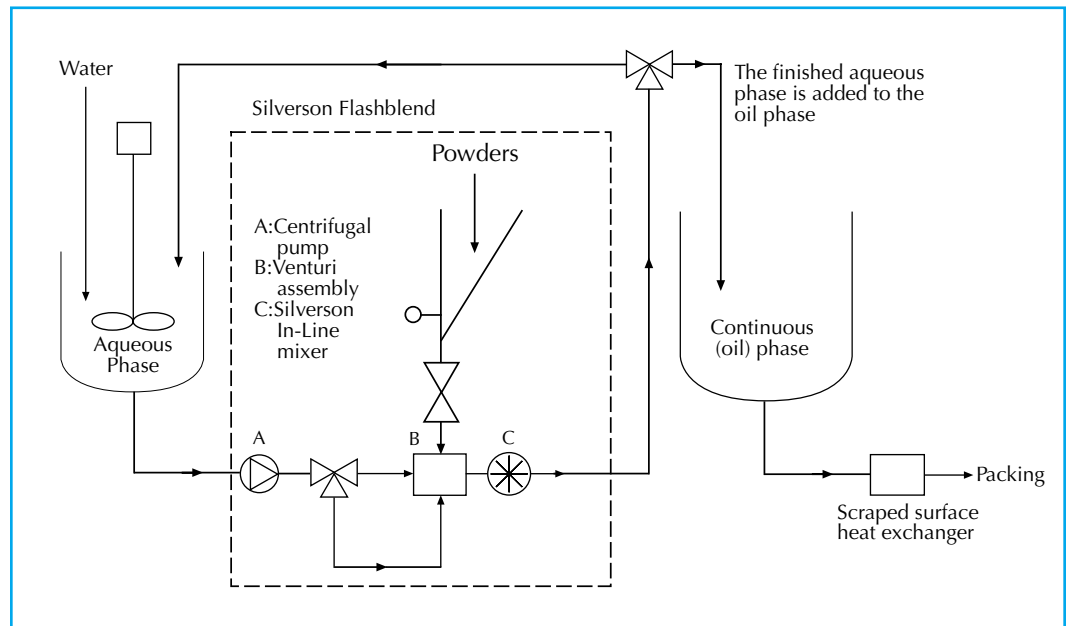 Water
The finished aqueous
phase is added to the
oil phase
Silverson Flashblend
Powders
A:Centrifugal
pump
B:Venturi
assembly
C:Silverson
In-Line
mixer
Aqueous
Phase
Continuous
(oil) phase
A
B
C
Packing
Scraped surface
heat exchanger